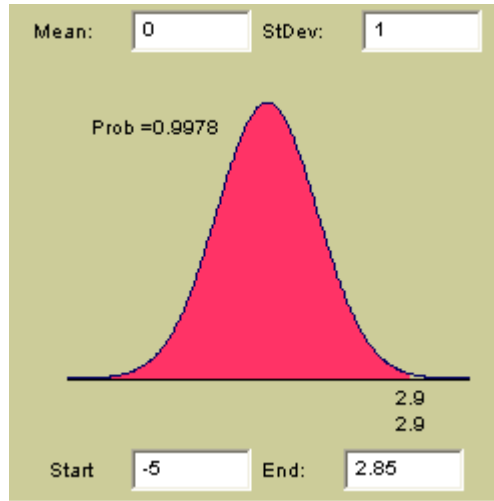 Mean: 0 StDev: 1
Prob =0.9978
2.9
2.9
Start -5 End: 2.85